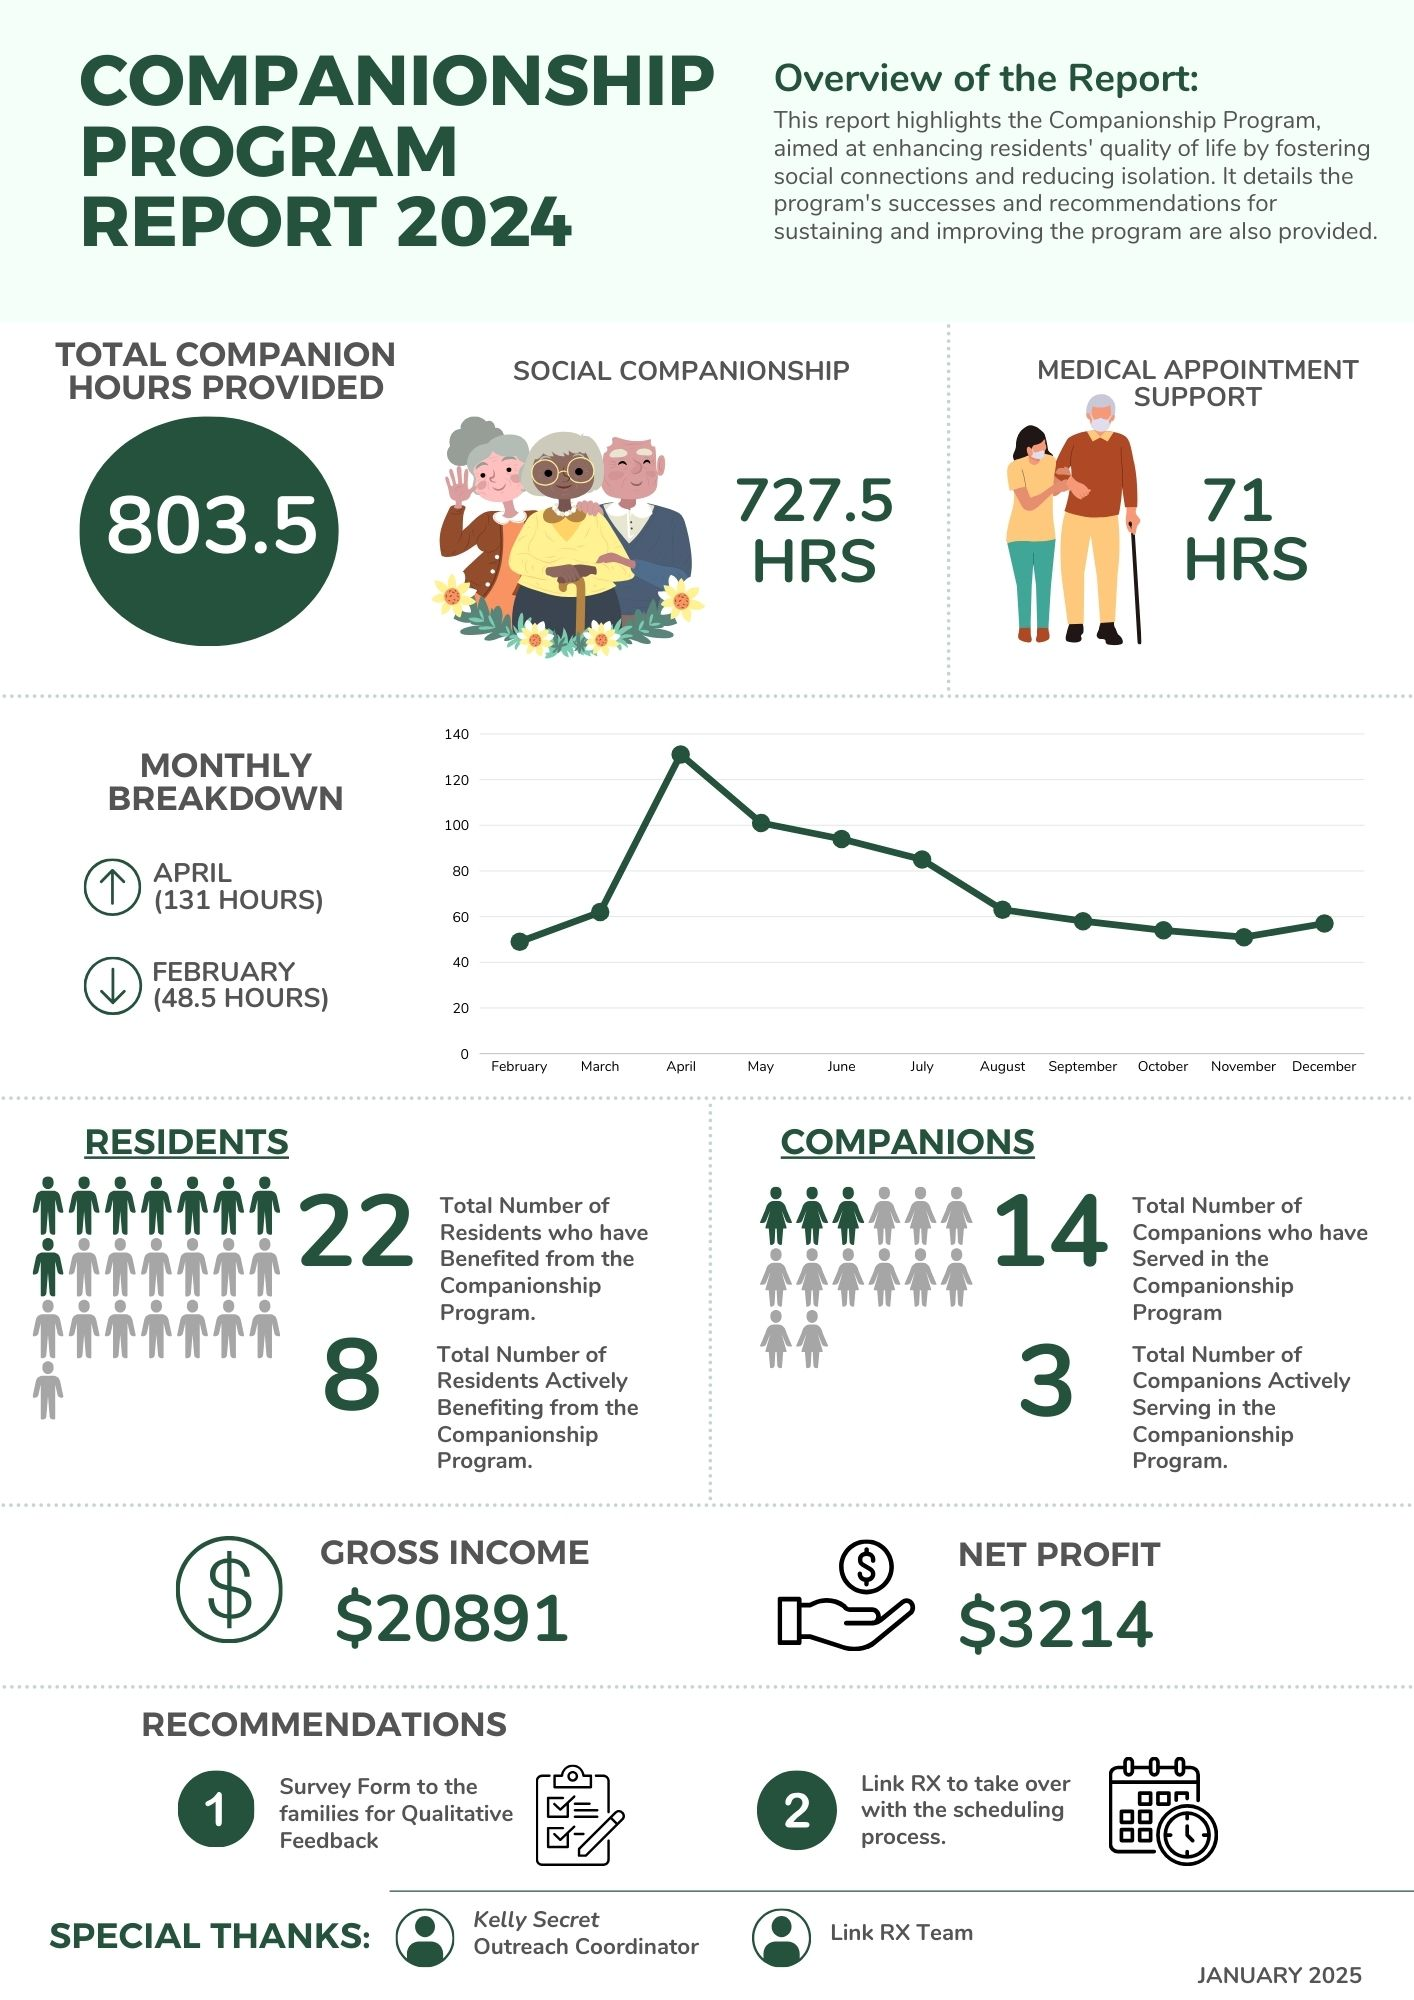 COMPANIONSHIP
PROGRAM
REPORT 2024
Overview of the Report:
This report highlights the Companionship Program,
aimed at enhancing residents' quality of life by fostering
social connections and reducing isolation. It details the
program's successes and recommendations for
sustaining and improving the program are also provided.
TOTAL COMPANION
HOURS PROVIDED
803.5
SOCIAL COMPANIONSHIP
727.5
HRS
MEDICAL APPOINTMENT
SUPPORT
71
HRS
MONTHLY
BREAKDOWN
APRIL
(131 HOURS)
FEBRUARY
(48.5 HOURS)
140
120
100
80
60
40
20
0
February March April May June July August September October November December
RESIDENTS
22
Total Number of
Residents who have
Benefited from the
Companionship
Program.
8
Total Number of
Residents Actively
Benefiting from the
Companionship
Program.
COMPANIONS
14
Total Number of
Companions who have
Served in the
Companionship
Program
3
Total Number of
Companions Actively
Serving in the
Companionship
Program.
$
GROSS INCOME
$20891
$
NET PROFIT
$3214
RECOMMENDATIONS
1
Survey Form to the
families for Qualitative
Feedback
2
Link RX to take over
with the scheduling
process.
SPECIAL THANKS:
Kelly Secret
Outreach Coordinator
Link RX Team
JANUARY 2025